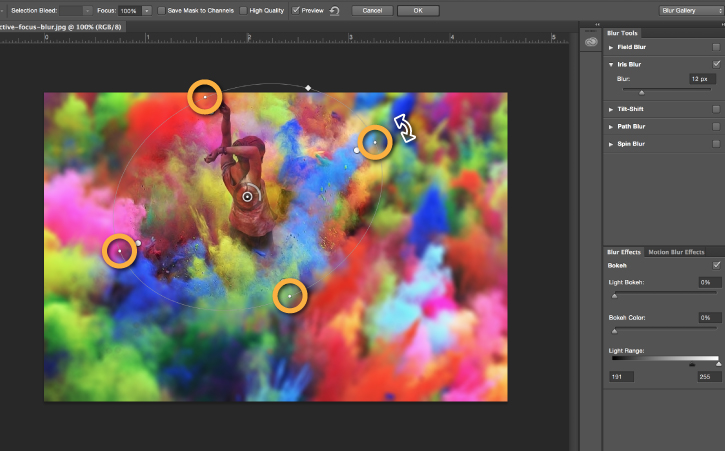 Selection Bleed: Focus: 100% Save Mask to Channels High Quality Preview Cancel OK Blur Gallery
ctive-focus-blur.jpg @ 100% (RGB/8)
0 1 2 3 4 5
Blur Tools
Field Blur
Iris Blur
Blur: 12 px
Tilt-Shift
Path Blur
Spin Blur
Blur Effects Motion Blur Effects
Bokeh
Light Bokeh: 0%
Bokeh Color: 0%
Light Range:
191 255